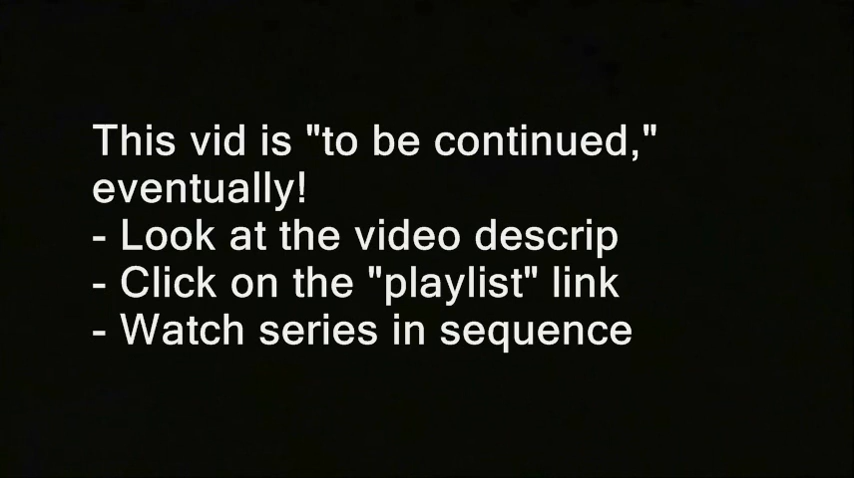 This vid is "to be continued,"
eventually!
- Look at the video descrip
- Click on the "playlist" link
- Watch series in sequence